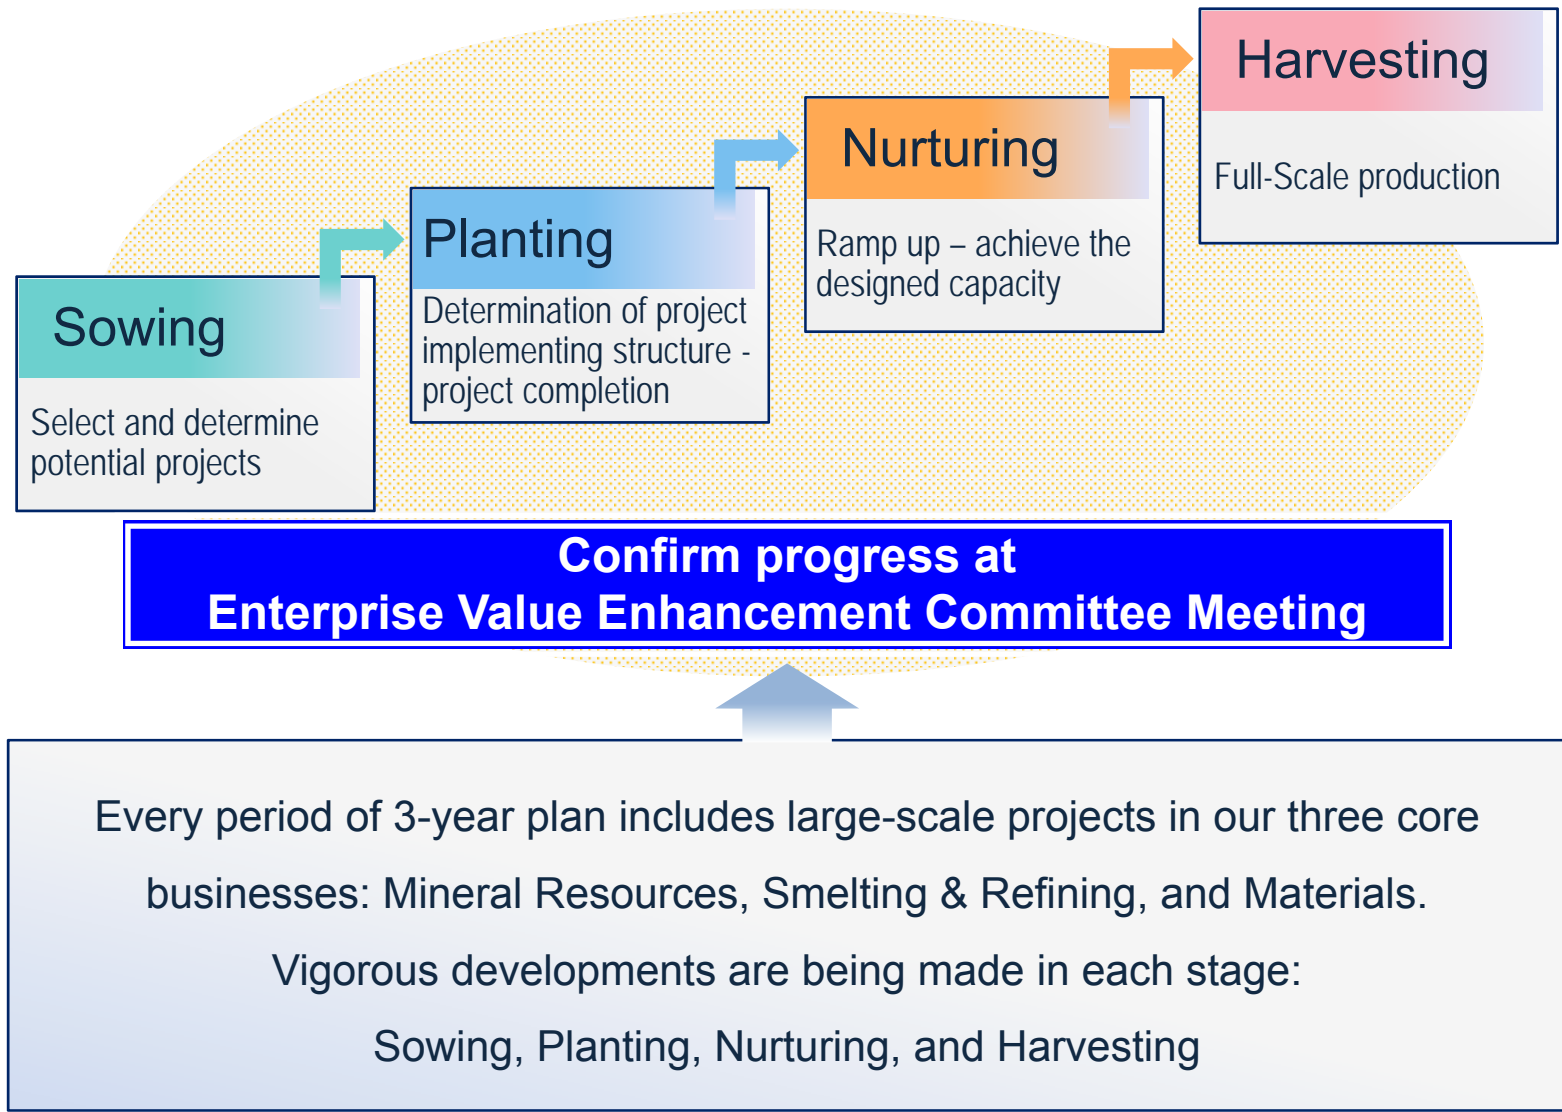 Sowing
Select and determine
potential projects
Planting
Determination of project
implementing structure -
project completion
Nurturing
Ramp up – achieve the
designed capacity
Harvesting
Full-Scale production
Confirm progress at
Enterprise Value Enhancement Committee Meeting
Every period of 3-year plan includes large-scale projects in our three core
businesses: Mineral Resources, Smelting & Refining, and Materials.
Vigorous developments are being made in each stage:
Sowing, Planting, Nurturing, and Harvesting